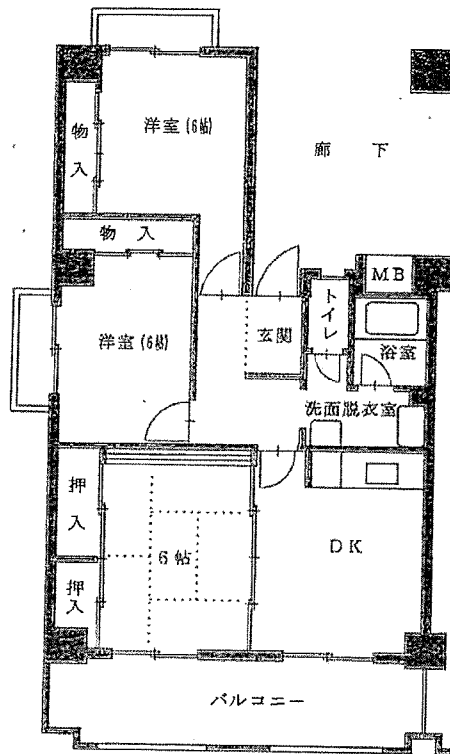 洋室(6帖)
物入
廊下
物入
MB
トイレ
洋室(6帖)
玄関
浴室
洗面脱衣室
押入
DK
6帖
押入
バルコニー